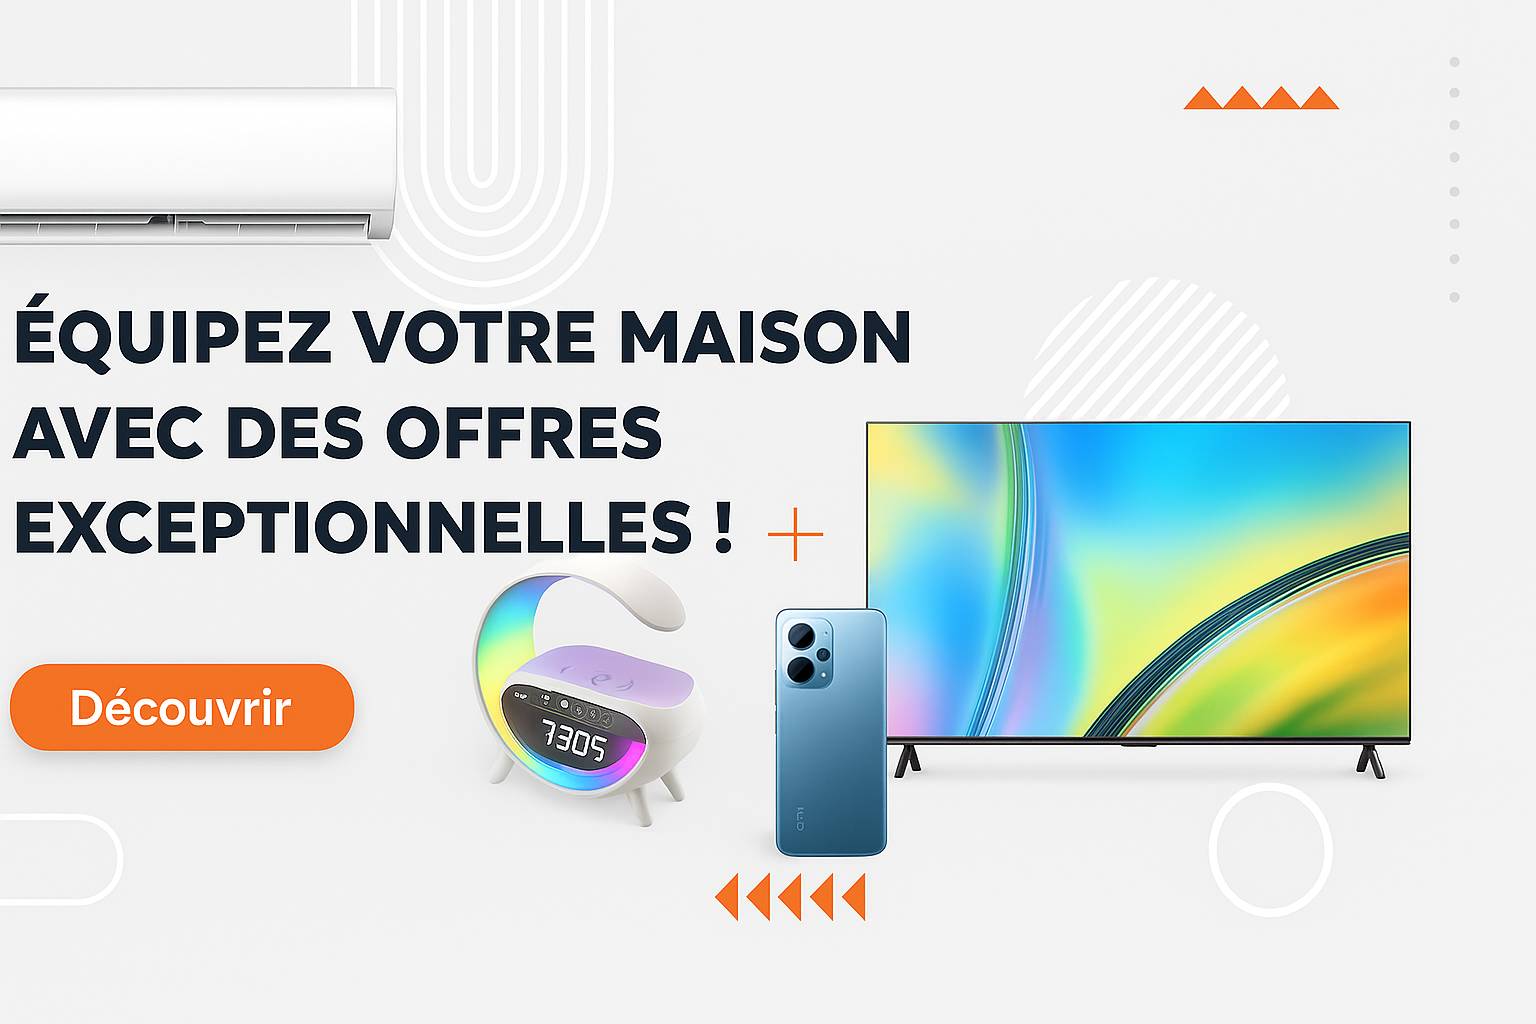 ÉQUIPEZ VOTRE MAISON
AVEC DES OFFRES
EXCEPTIONNELLES !
Découvrir
7305